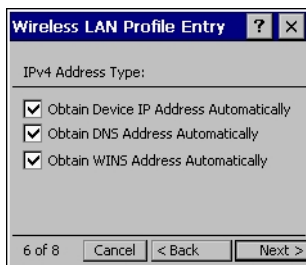 Wireless LAN Profile Entry ? ×
IPv4 Address Type:
Obtain Device IP Address Automatically
Obtain DNS Address Automatically
Obtain WINS Address Automatically
6 of 8 Cancel < Back Next >